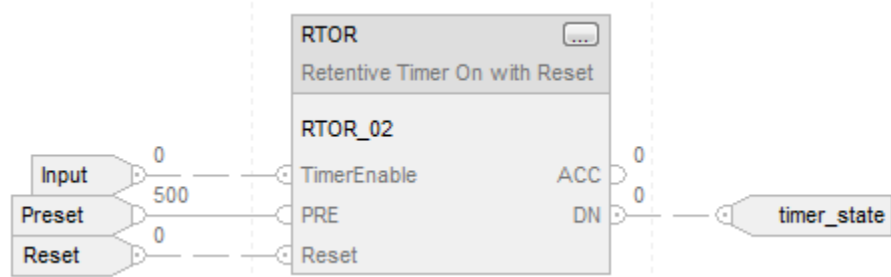 RTOR ...
Retentive Timer On with Reset
RTOR_02
0 0
Input TimerEnable ACC
500 0
Preset PRE DN timer_state
0
Reset Reset